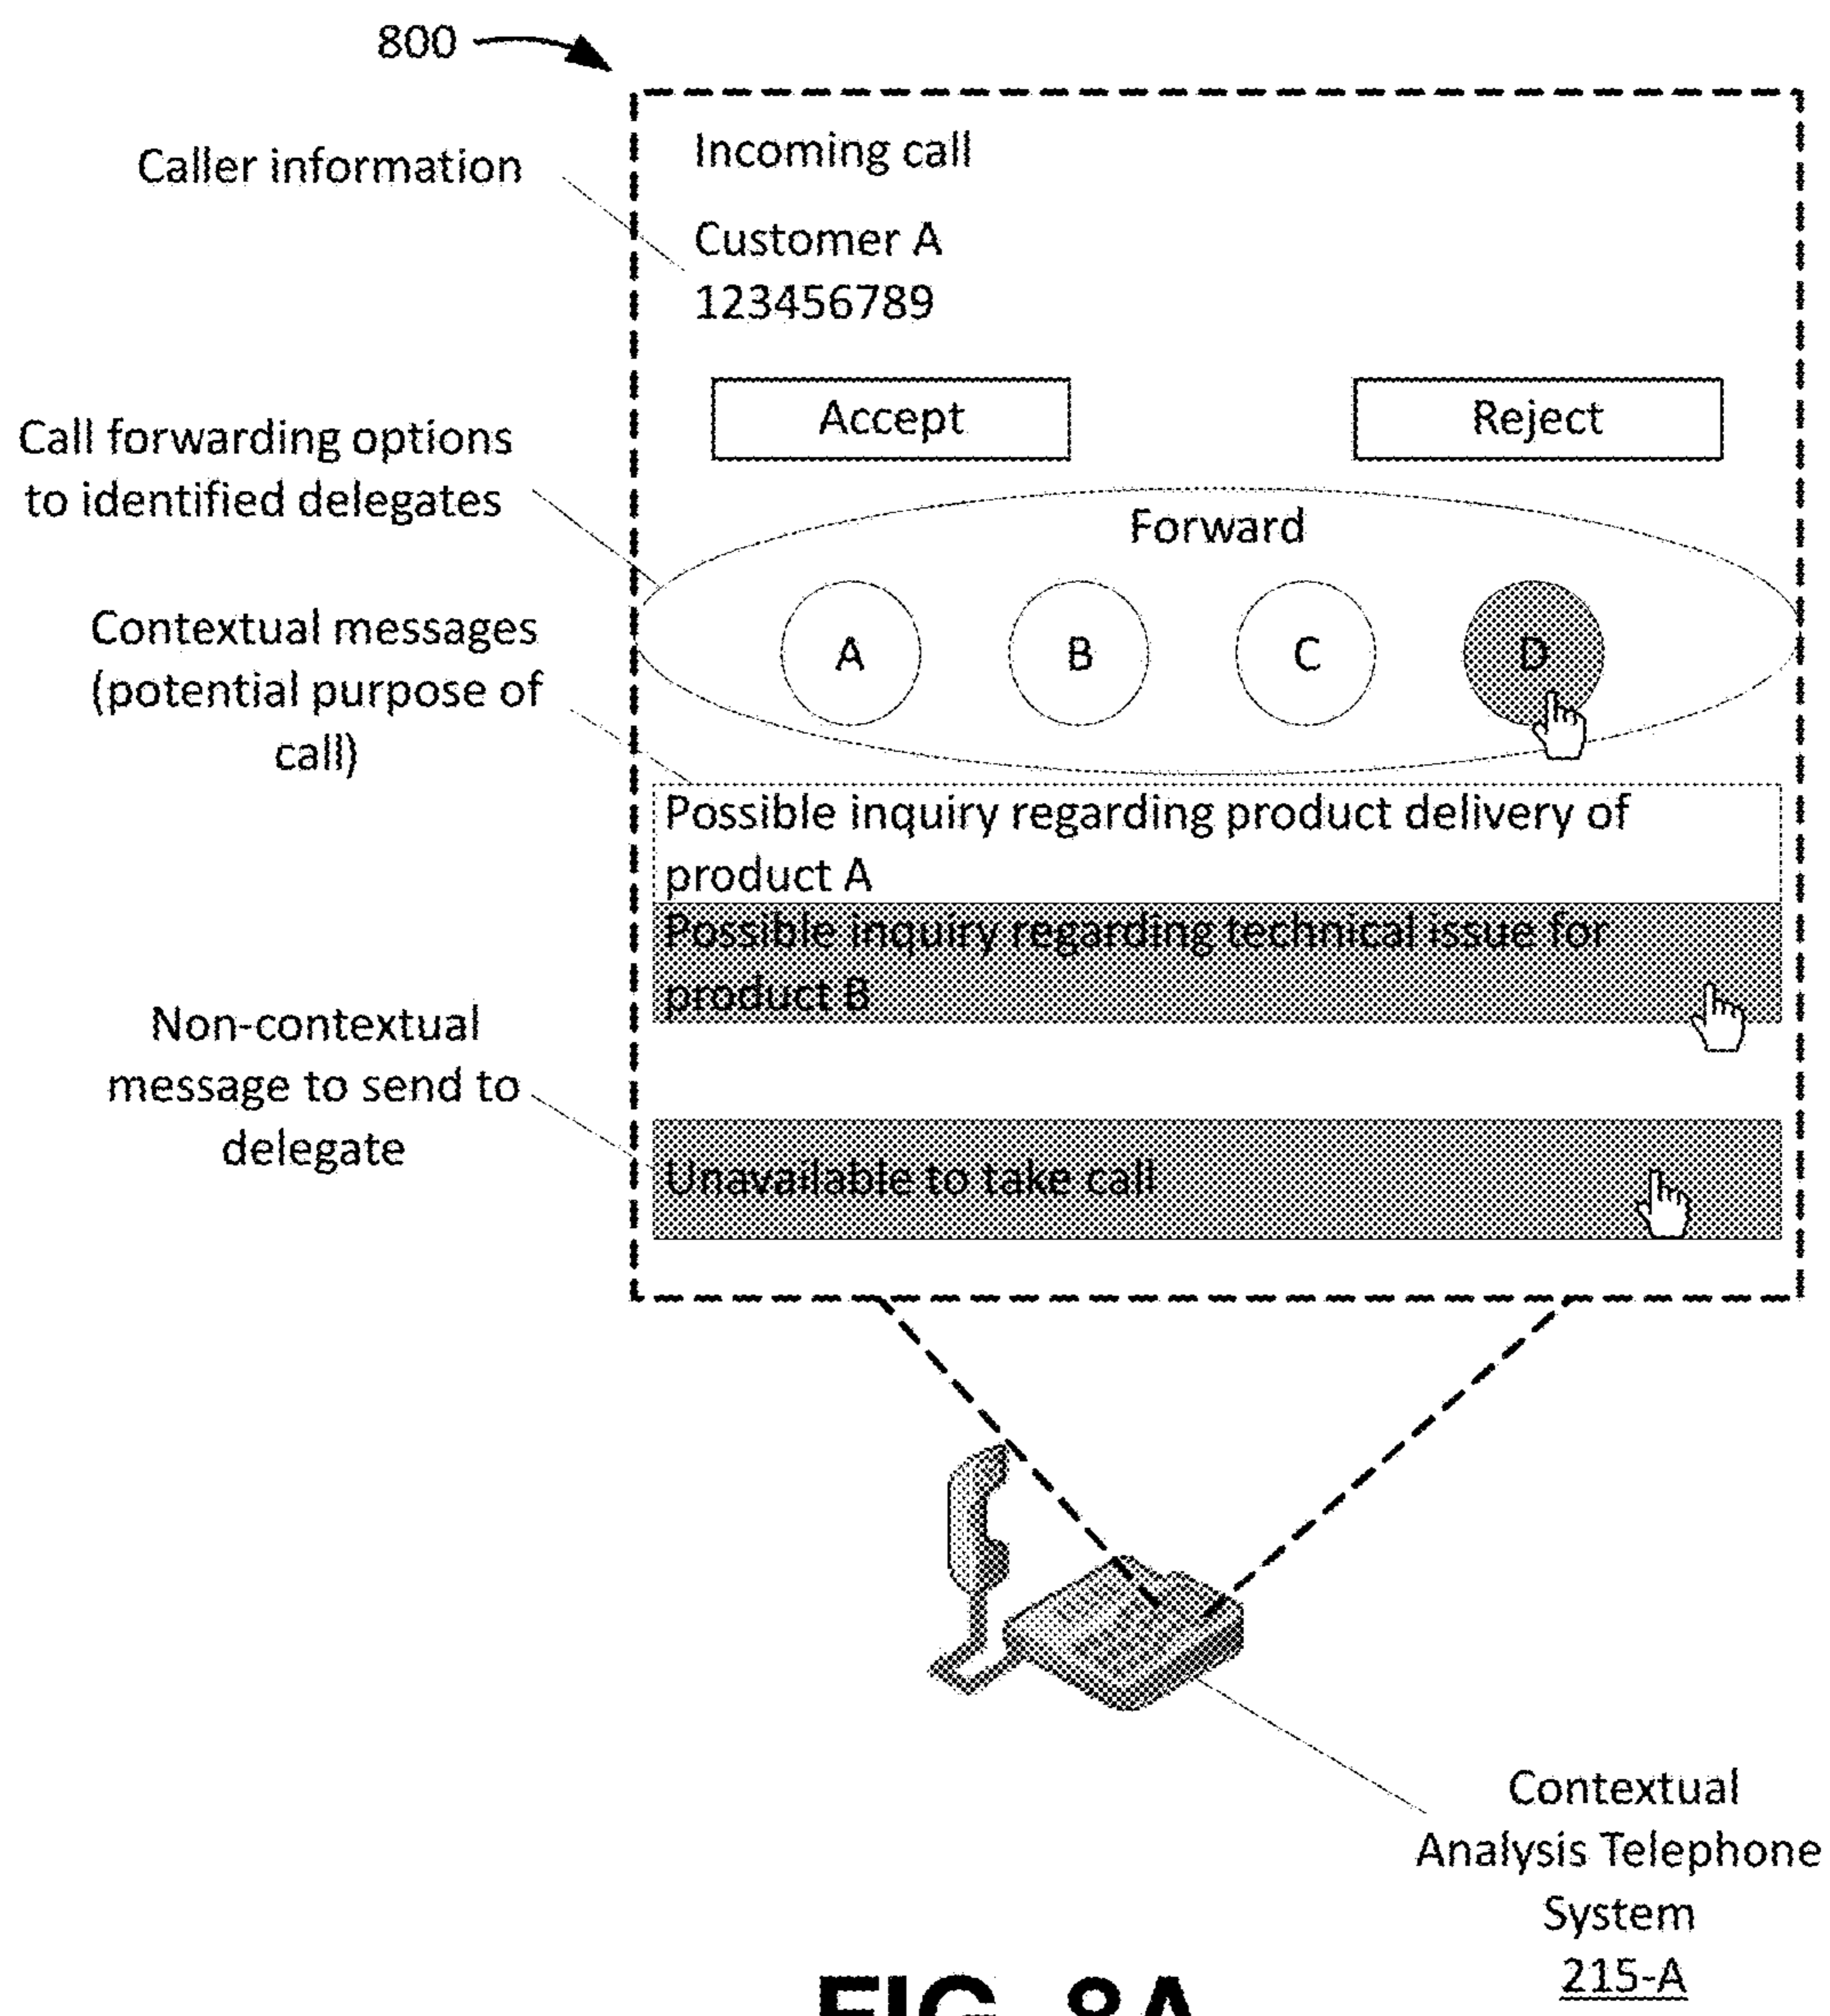 800
Caller information
Incoming call
Customer A
123456789
Accept
Reject
Call forwarding options
to identified delegates
Forward
A
B
C
D
Contextual messages
(potential purpose of
call)
Possible inquiry regarding product delivery of
product A
Possible inquiry regarding technical issue for
product B
Non-contextual
message to send to
delegate
Unavailable to take call
Contextual
Analysis Telephone
System
215-A
FIG. 8A